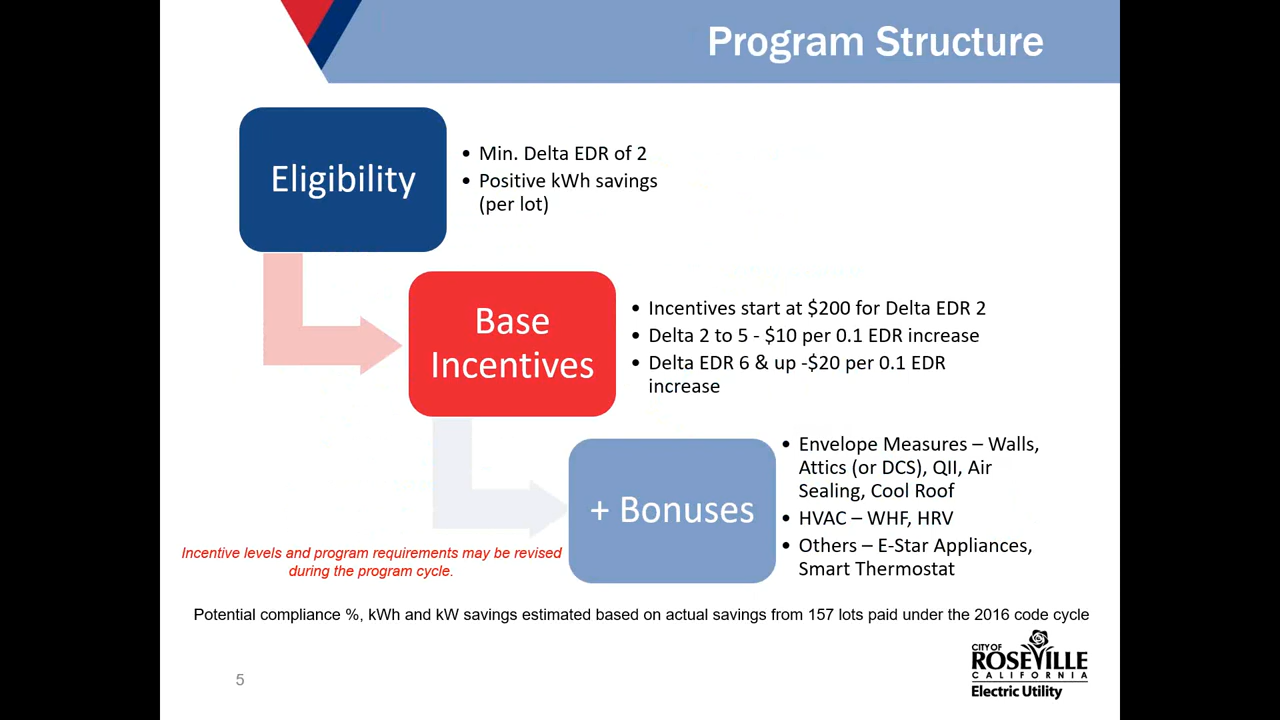 Program Structure
Eligibility
• Min. Delta EDR of 2
• Positive kWh savings
(per lot)
Base
Incentives
• Incentives start at $200 for Delta EDR 2
• Delta 2 to 5 - $10 per 0.1 EDR increase
• Delta EDR 6 & up -$20 per 0.1 EDR
increase
+ Bonuses
• Envelope Measures – Walls,
Attics (or DCS), QII, Air
Sealing, Cool Roof
• HVAC – WHF, HRV
• Others – E-Star Appliances,
Smart Thermostat
Incentive levels and program requirements may be revised
during the program cycle.
Potential compliance %, kWh and kW savings estimated based on actual savings from 157 lots paid under the 2016 code cycle
5
CITY OF
ROSEVILLE
CALIFORNIA
Electric Utility